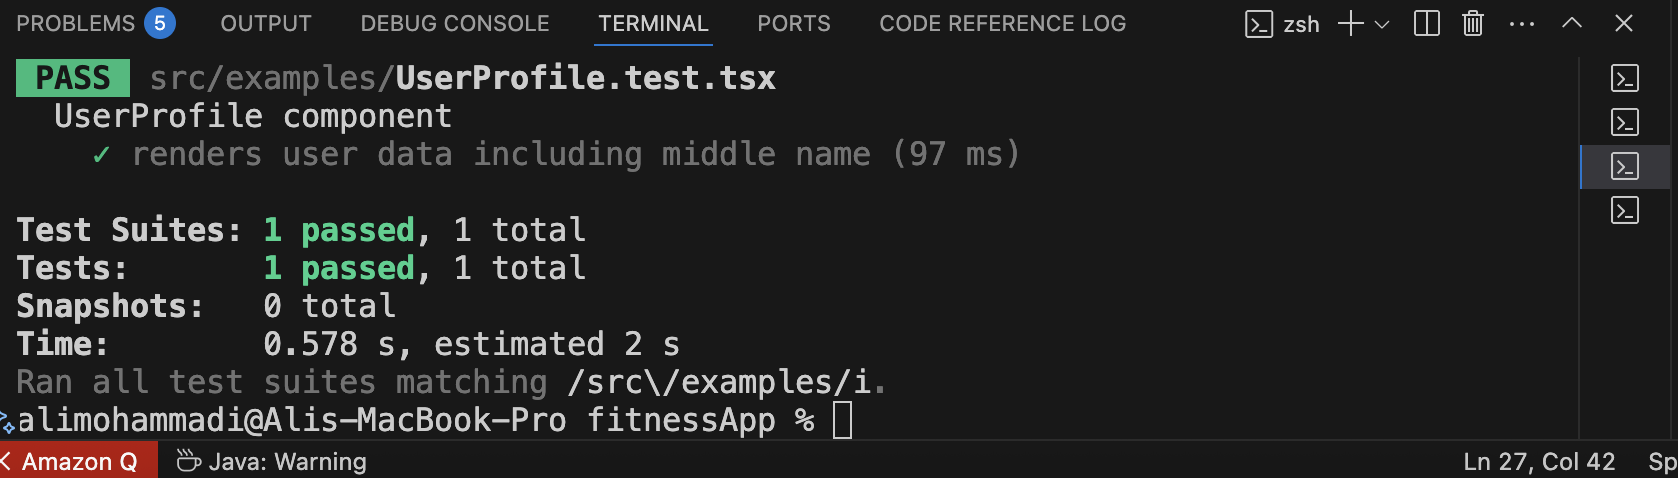 PROBLEMS 5 OUTPUT DEBUG CONSOLE TERMINAL PORTS CODE REFERENCE LOG zsh
PASS src/examples/UserProfile.test.tsx
UserProfile component
✓ renders user data including middle name (97 ms)
Test Suites: 1 passed, 1 total
Tests: 1 passed, 1 total
Snapshots: 0 total
Time: 0.578 s, estimated 2 s
Ran all test suites matching /src\/examples/i.
alimohammadi@Alis-MacBook-Pro fitnessApp %
Amazon Q Java: Warning Ln 27, Col 42 Sp